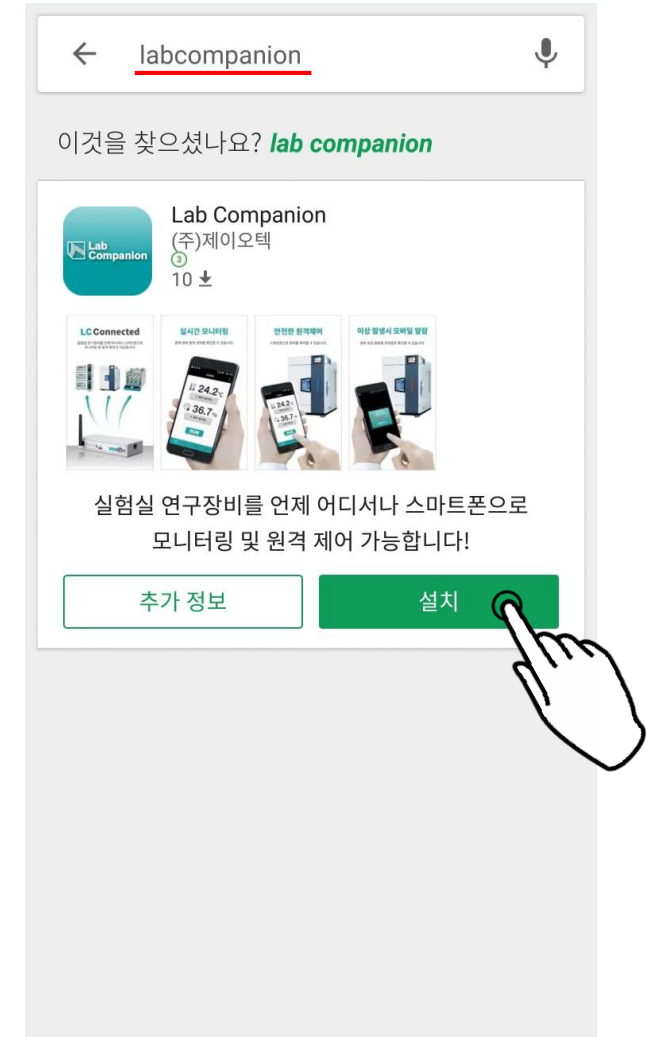 labcompanion
이것을 찾으셨나요? lab companion
Lab Companion
(주)제이오텍
3
10
Lab
Companion
LC Connected
실시간 모니터링
안전한 원격제어
이상 발생시 모바일 알람
24.2
36.7
24.2
36.7
실험실 연구장비를 언제 어디서나 스마트폰으로
모니터링 및 원격 제어 가능합니다!
추가 정보
설치